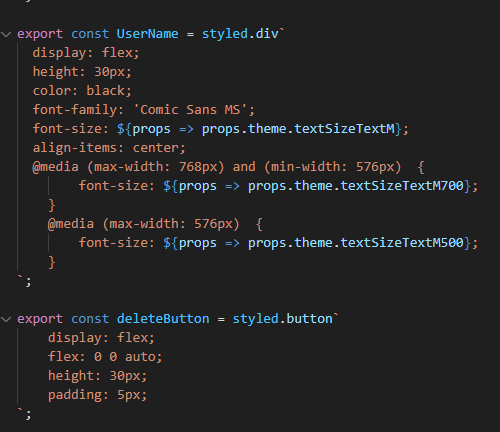 export const UserName = styled.div`
display: flex;
height: 30px;
color: black;
font-family: 'Comic Sans MS';
font-size: ${props => props.theme.textSizeTextM};
align-items: center;
@media (max-width: 768px) and (min-width: 576px)  {
font-size: ${props => props.theme.textSizeTextM700};
}
@media (max-width: 576px)  {
font-size: ${props => props.theme.textSizeTextM500};
}
`;
export const deleteButton = styled.button`
display: flex;
flex: 0 0 auto;
height: 30px;
padding: 5px;
`;